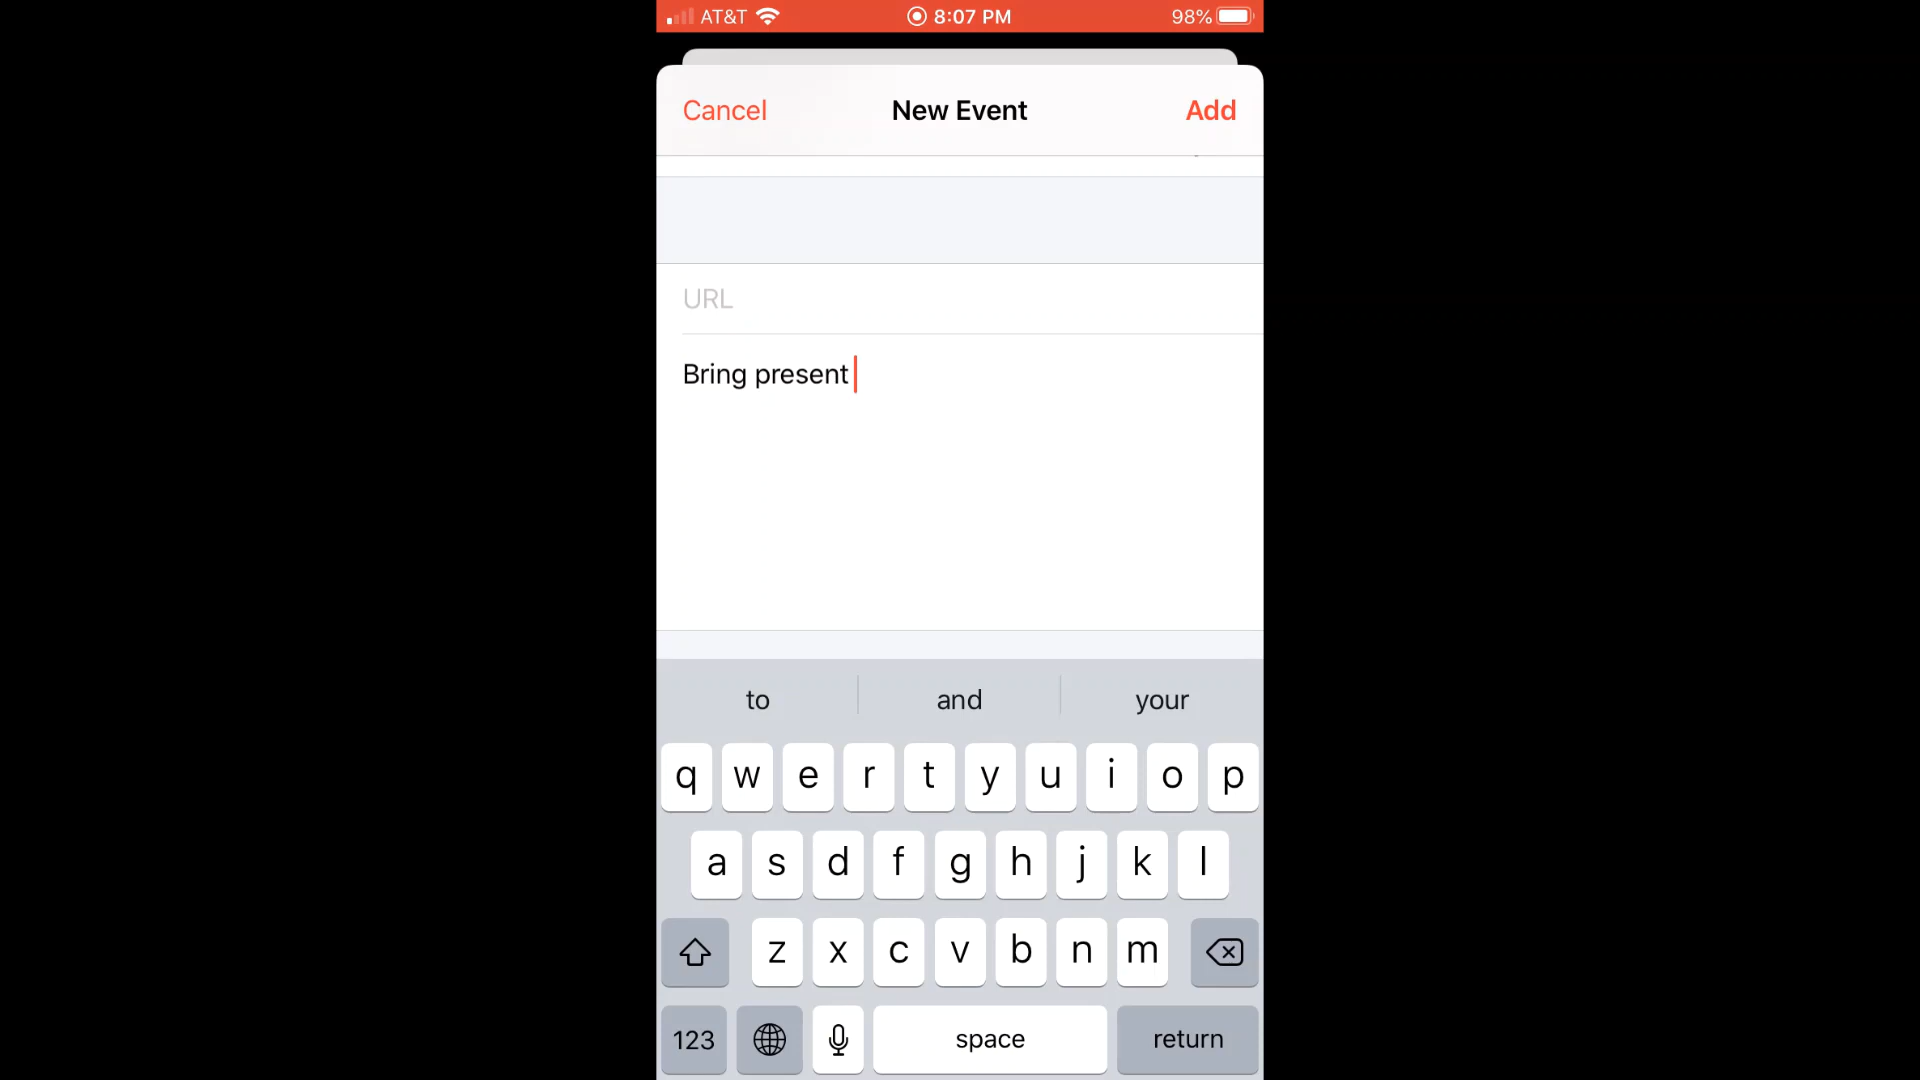 AT&T 8:07 PM 98%
Cancel New Event Add
URL
Bring present
to and your
q w e r t y u i o p
a s d f g h j k l
z x c v b n m
123 space return